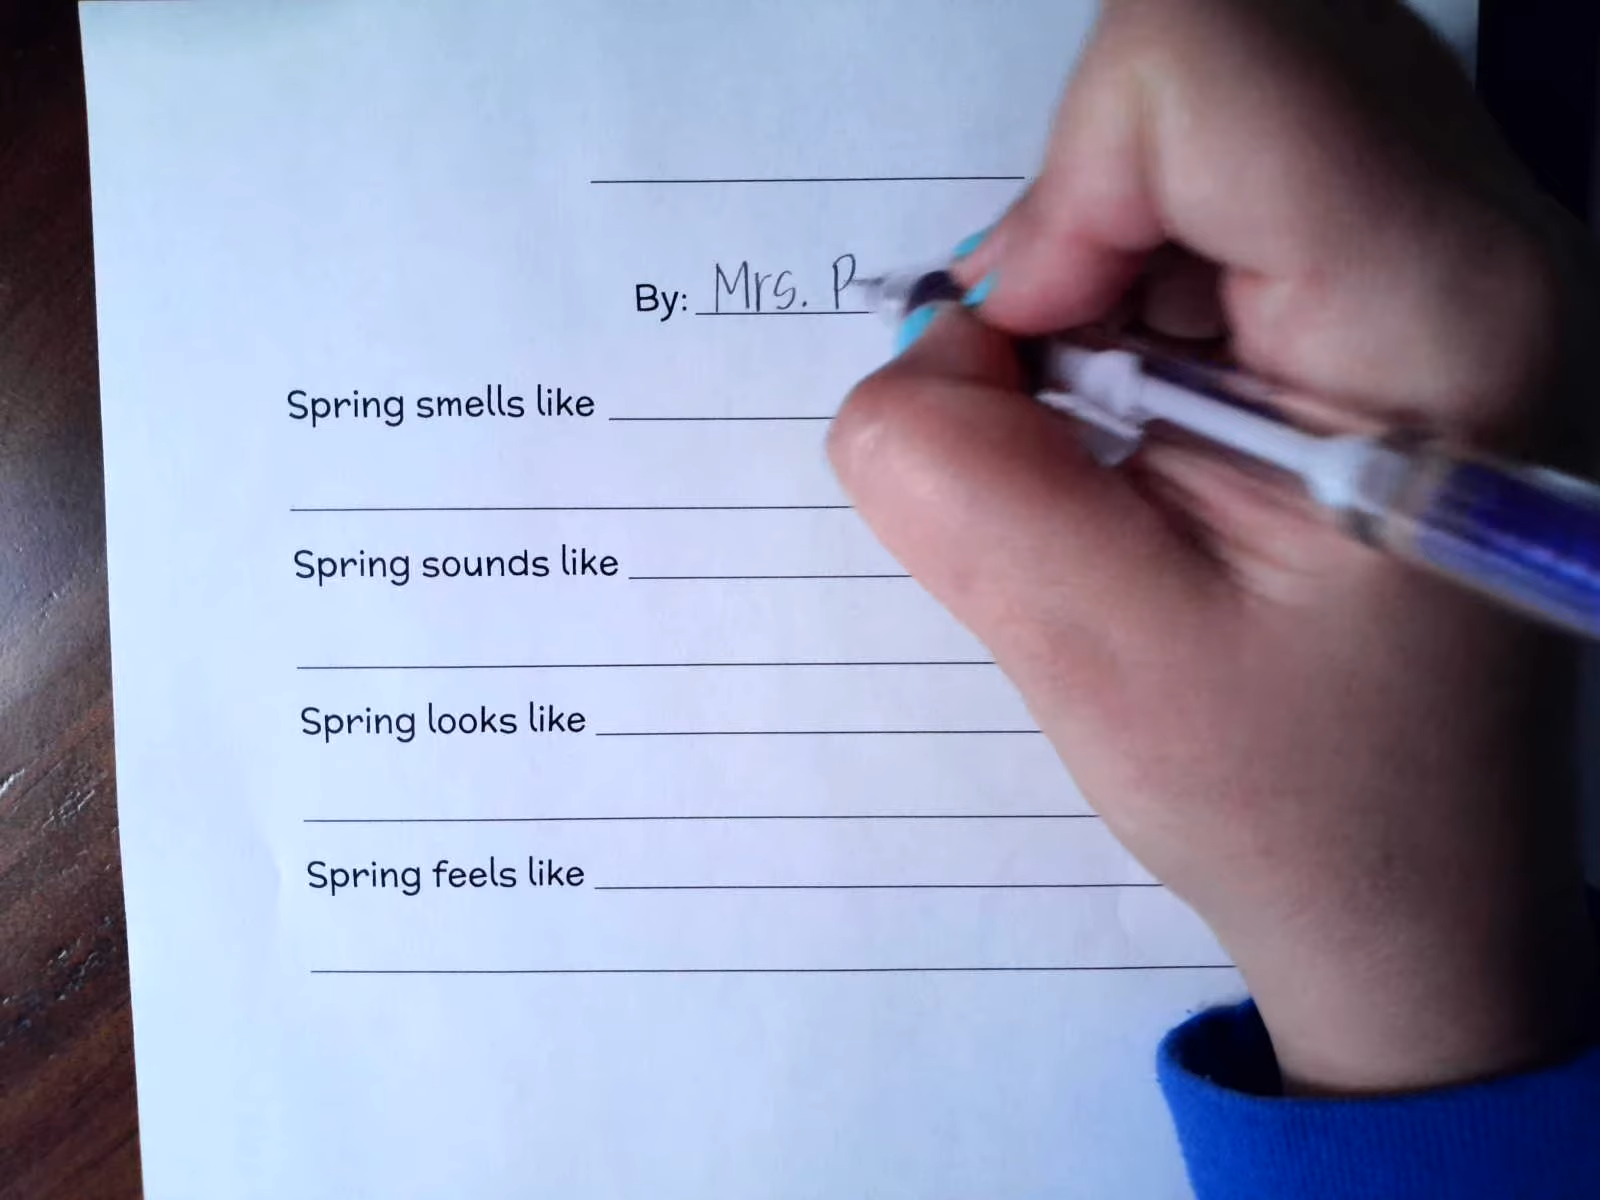 By: Mrs. P
Spring smells like
Spring sounds like
Spring looks like
Spring feels like